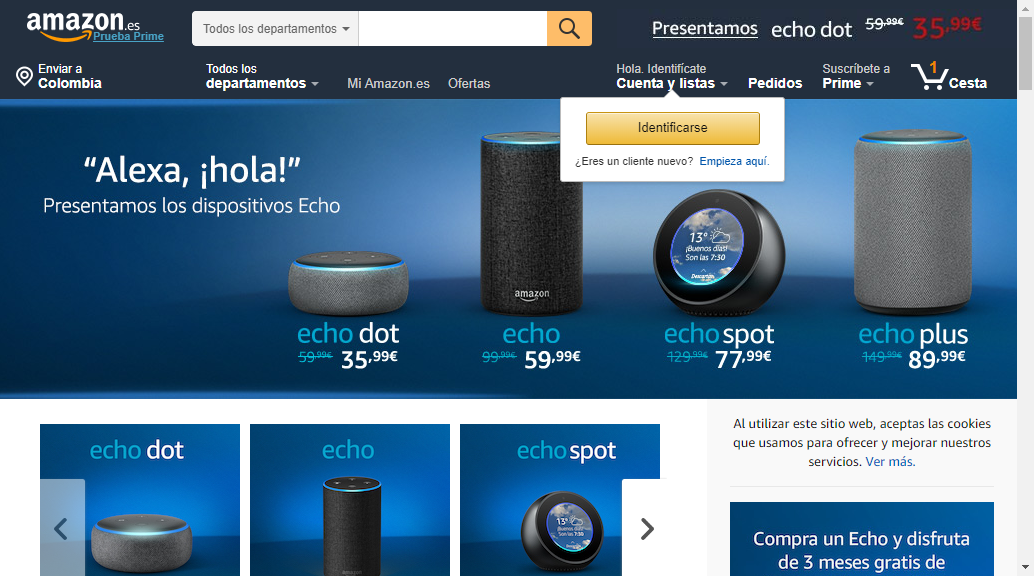 amazon.es
Prueba Prime
Todos los departamentos
Presentamos echo dot 59,99€ 35,99€
Enviar a
Colombia
Todos los
departamentos
Mi Amazon.es
Ofertas
Hola. Identifícate
Cuenta y listas
Pedidos
Suscríbete a
Prime
1
Cesta
Identificarse
¿Eres un cliente nuevo? Empieza aquí.
“Alexa, ¡hola!”
Presentamos los dispositivos Echo
amazon
13°
¡Buenos días!
Son las 7:30
Descartar
echo dot
59,99€ 35,99€
echo
99,99€ 59,99€
echo spot
129,99€ 77,99€
echo plus
149,99€ 89,99€
echo dot
echo
echo spot
13°
¡Buenos días!
Son las 7:30
Al utilizar este sitio web, aceptas las cookies
que usamos para ofrecer y mejorar nuestros
servicios. Ver más.
Compra un Echo y disfruta
de 3 meses gratis de